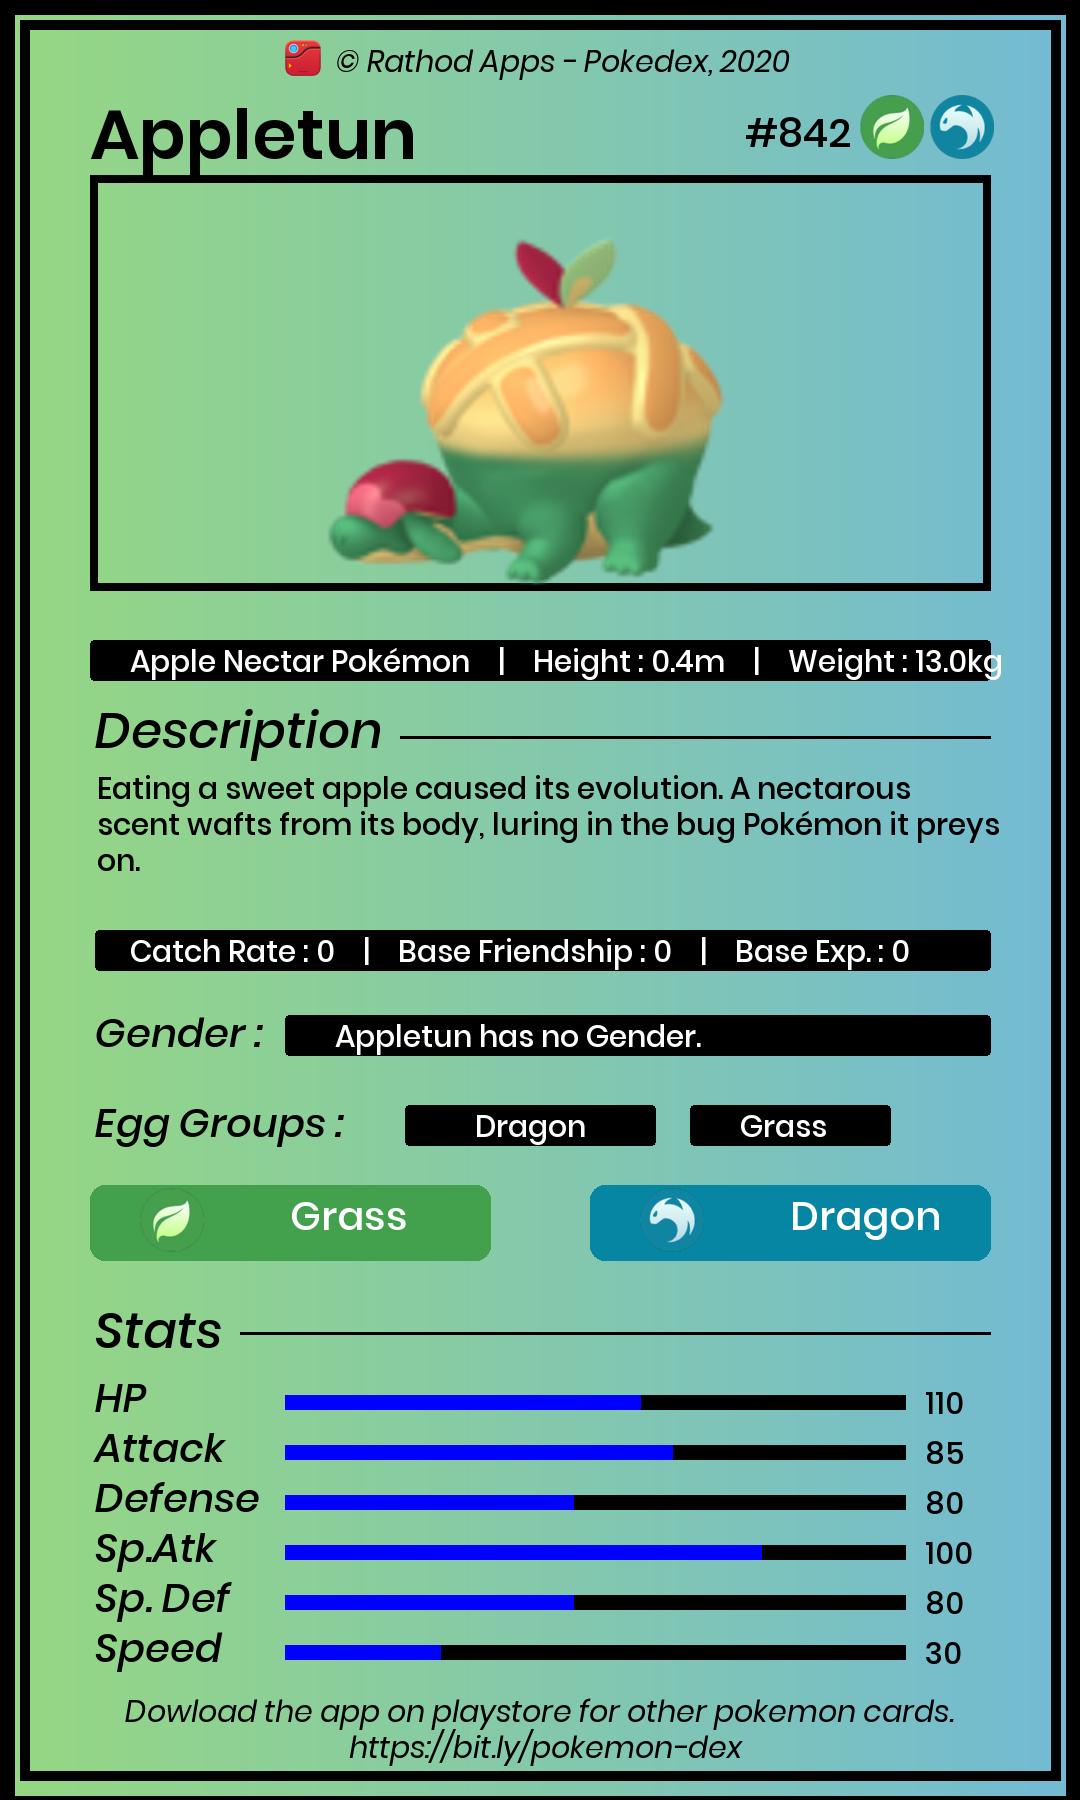 © Rathod Apps - Pokedex, 2020
Appletun #842
Apple Nectar Pokémon | Height : 0.4m | Weight : 13.0kg
Description
Eating a sweet apple caused its evolution. A nectarous
scent wafts from its body, luring in the bug Pokémon it preys
on.
Catch Rate : 0 | Base Friendship : 0 | Base Exp. : 0
Gender : Appletun has no Gender.
Egg Groups : Dragon Grass
Grass Dragon
Stats
HP 110
Attack 85
Defense 80
Sp.Atk 100
Sp. Def 80
Speed 30
Dowload the app on playstore for other pokemon cards.
https://bit.ly/pokemon-dex